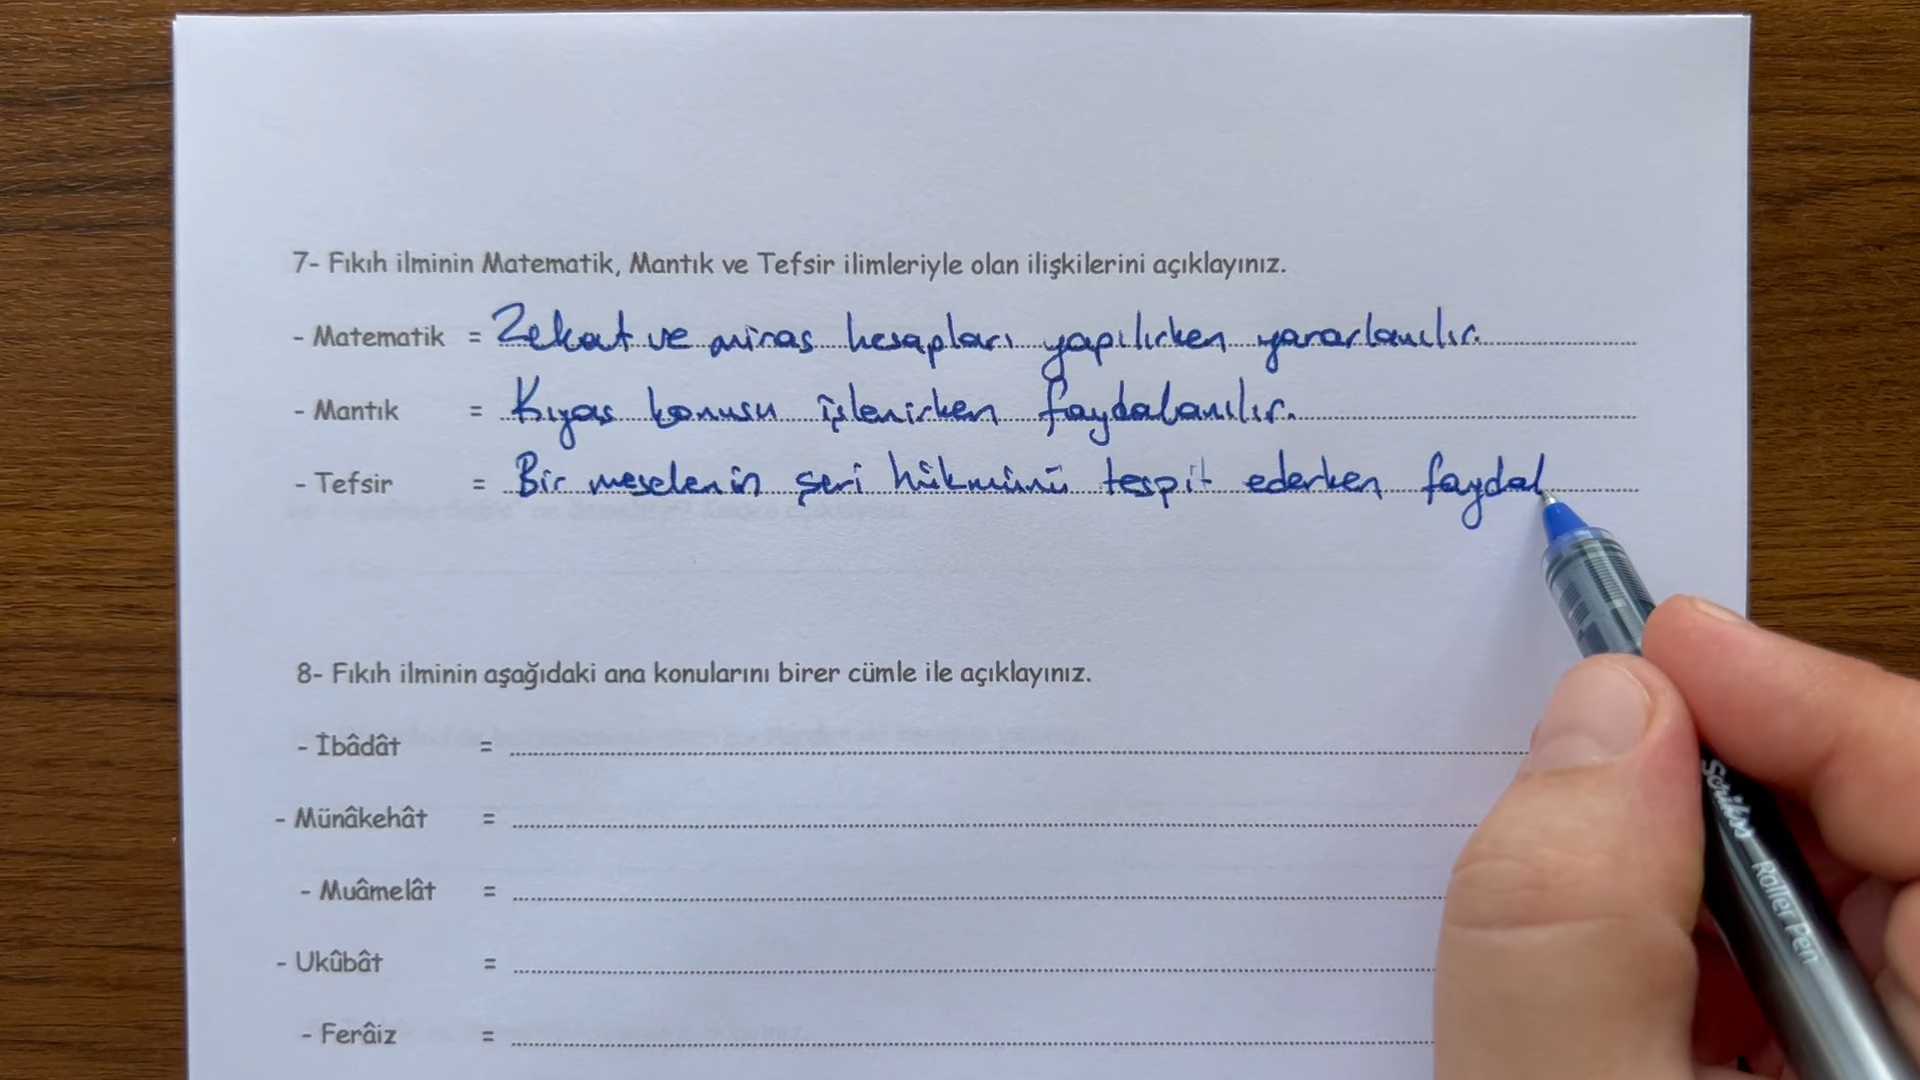 7- Fıkıh ilminin Matematik, Mantık ve Tefsir ilimleriyle olan ilişkilerini açıklayınız.
- Matematik = Zekat ve miras hesapları yapılırken yararlanılır.
- Mantık = Kıyas konusu işlenirken faydalanılır.
- Tefsir = Bir meselenin şeri hükmünü tespit ederken faydal
8- Fıkıh ilminin aşağıdaki ana konularını birer cümle ile açıklayınız.
- İbâdât =
- Münâkehât =
- Muâmelât =
- Ukûbât =
- Ferâiz =
Scrikss Roller Pen